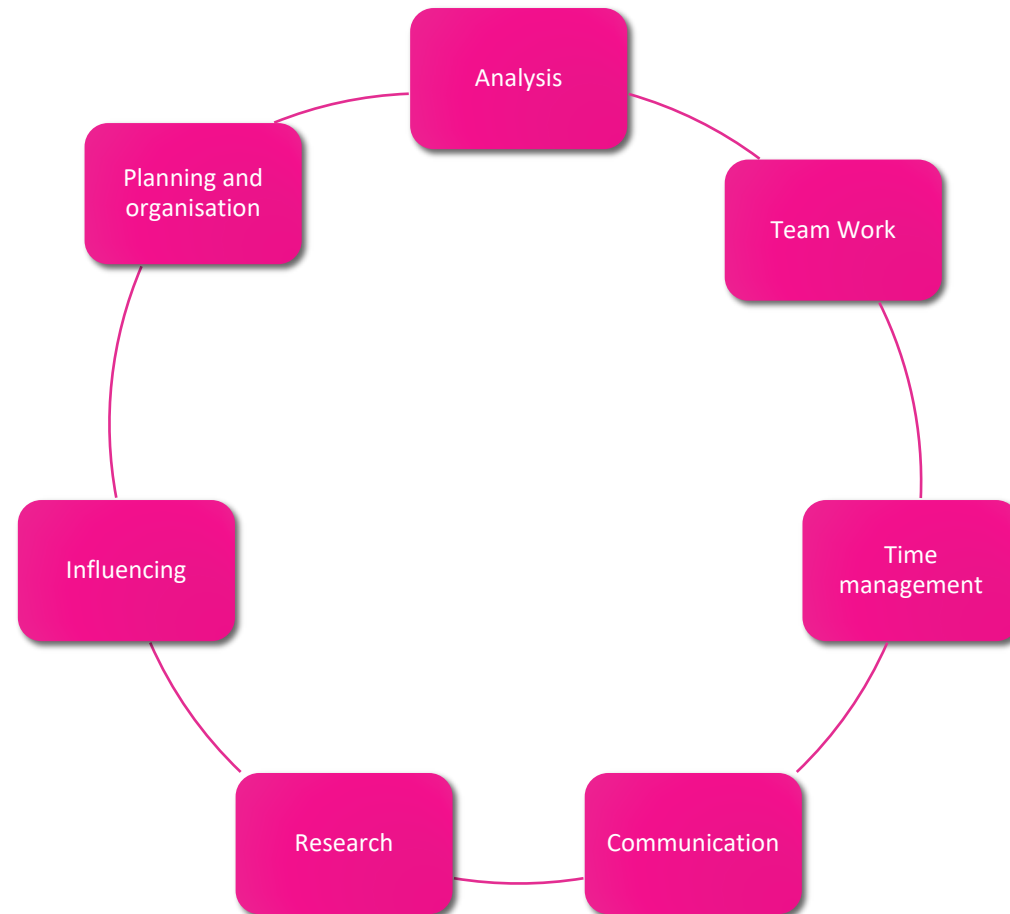 Analysis
Planning and
organisation
Team Work
Influencing
Time
management
Research
Communication